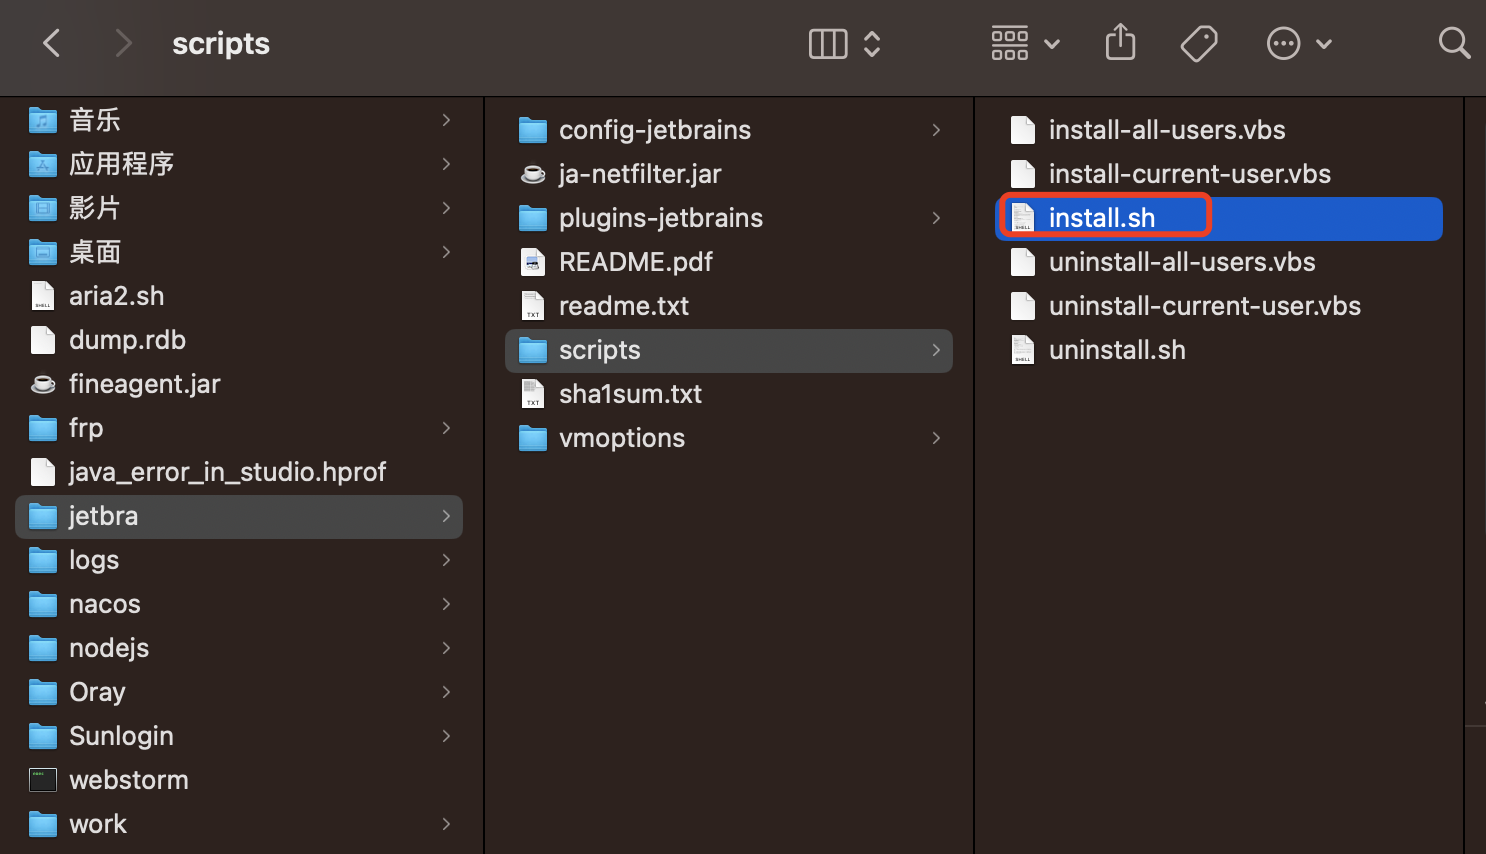 scripts
音乐
应用程序
影片
桌面
aria2.sh
dump.rdb
fineagent.jar
frp
java_error_in_studio.hprof
jetbra
logs
nacos
nodejs
Oray
Sunlogin
webstorm
work
config-jetbrains
ja-netfilter.jar
plugins-jetbrains
README.pdf
readme.txt
scripts
sha1sum.txt
vmoptions
install-all-users.vbs
install-current-user.vbs
install.sh
uninstall-all-users.vbs
uninstall-current-user.vbs
uninstall.sh